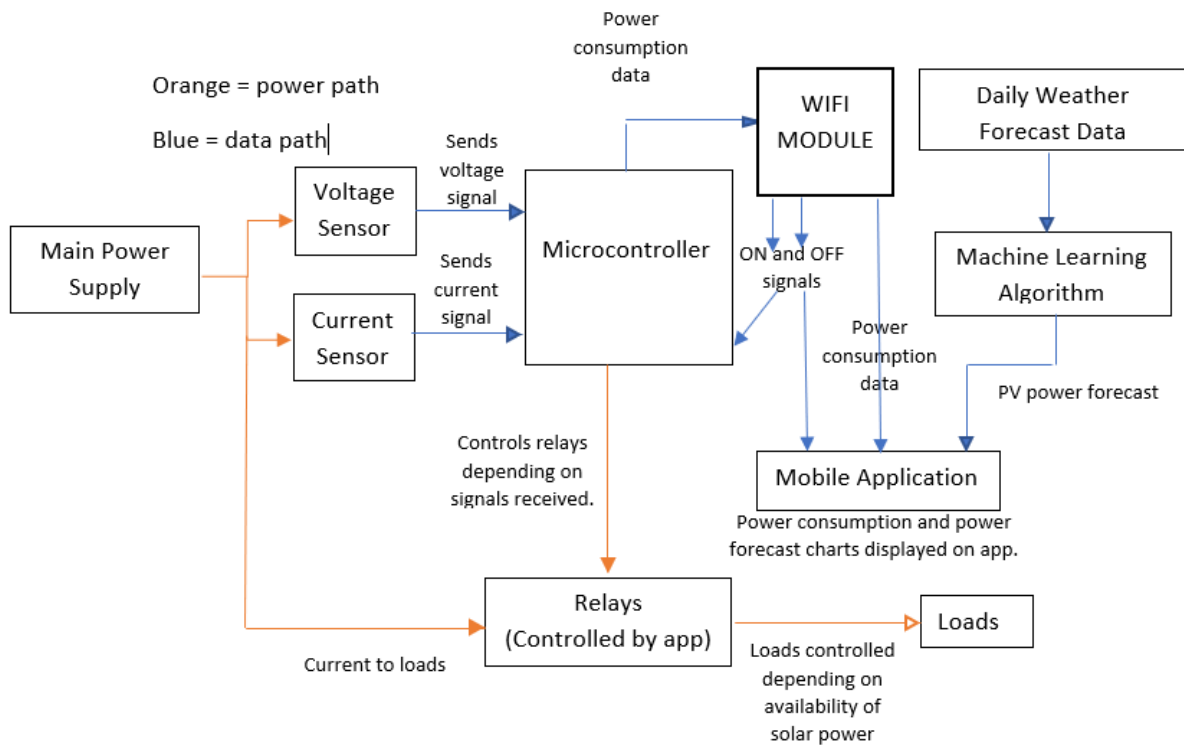 Orange = power path
Blue = data path
Power
consumption
data
WIFI
MODULE
Daily Weather
Forecast Data
Sends
voltage
signal
Voltage
Sensor
Main Power
Supply
Microcontroller
ON and OFF
signals
Machine Learning
Algorithm
Sends
current
signal
Current
Sensor
Power
consumption
data
PV power forecast
Controls relays
depending on
signals received.
Mobile Application
Power consumption and power
forecast charts displayed on app.
Relays
(Controlled by app)
Loads
Current to loads
Loads controlled
depending on
availability of
solar power